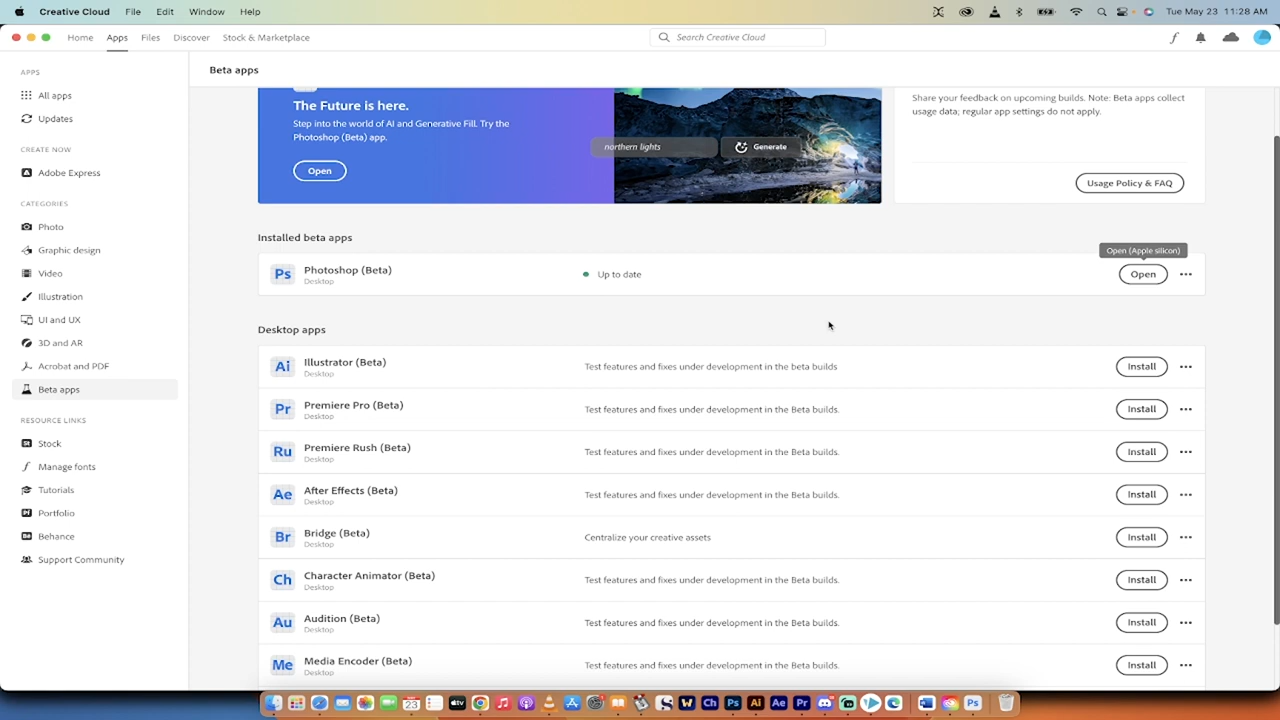 Creative Cloud File Edit Window Help
Tue May 23 11:28 AM
Home Apps Files Discover Stock & Marketplace
Search Creative Cloud
APPS
All apps
Updates
CREATE NOW
Adobe Express
CATEGORIES
Photo
Graphic design
Video
Illustration
UI and UX
3D and AR
Acrobat and PDF
Beta apps
RESOURCE LINKS
Stock
Manage fonts
Tutorials
Portfolio
Behance
Support Community
Beta apps
The Future is here.
Step into the world of AI and Generative Fill. Try the
Photoshop (Beta) app.
Open
northern lights
Generate
Share your feedback on upcoming builds. Note: Beta apps collect
usage data; regular app settings do not apply.
Usage Policy & FAQ
Installed beta apps
Open (Apple silicon)
Ps Photoshop (Beta) Up to date Open
Desktop
Desktop apps
Ai Illustrator (Beta) Test features and fixes under development in the beta builds Install
Desktop
Pr Premiere Pro (Beta) Test features and fixes under development in the Beta builds. Install
Desktop
Ru Premiere Rush (Beta) Test features and fixes under development in the Beta builds. Install
Desktop
Ae After Effects (Beta) Test features and fixes under development in the Beta builds. Install
Desktop
Br Bridge (Beta) Centralize your creative assets Install
Desktop
Ch Character Animator (Beta) Test features and fixes under development in the Beta builds. Install
Desktop
Au Audition (Beta) Test features and fixes under development in the Beta builds. Install
Desktop
Me Media Encoder (Beta) Test features and fixes under development in the Beta builds. Install
Desktop
23 tv S W Ch Ps Ai Ae Pr W Ps